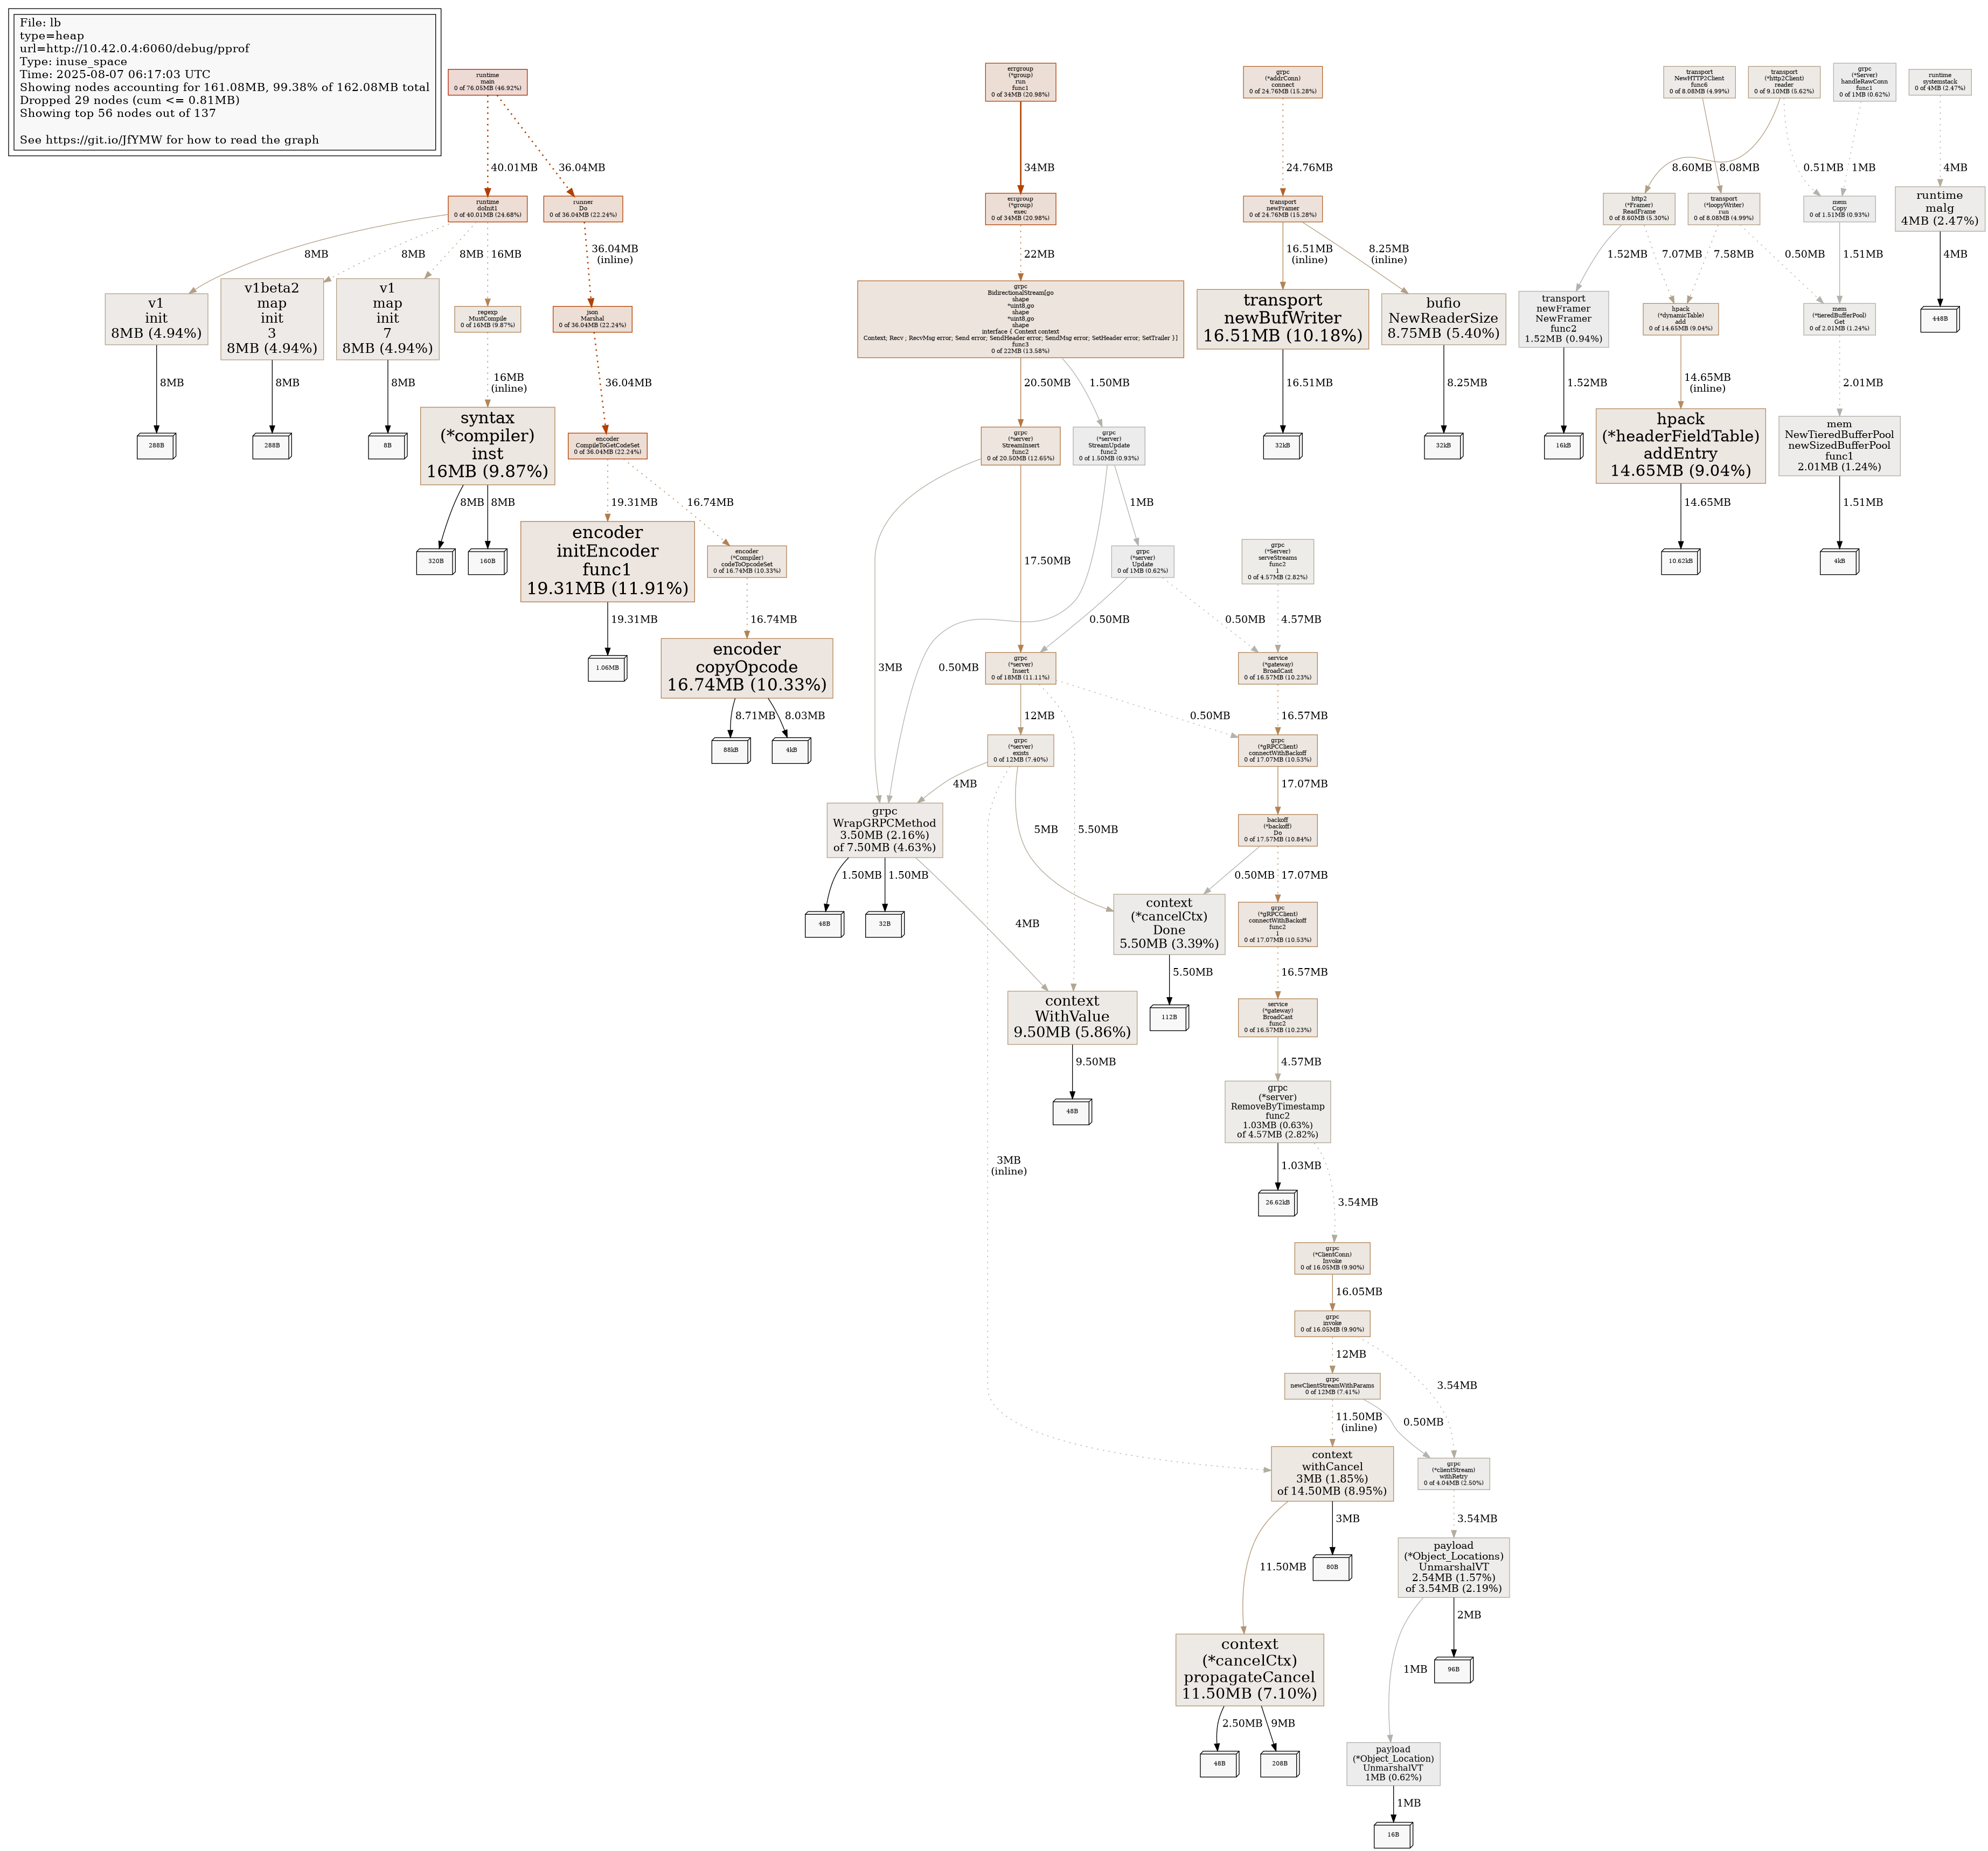 File: lb
type=heap
url=http://10.42.0.4:6060/debug/pprof
Type: inuse_space
Time: 2025-08-07 06:17:03 UTC
Showing nodes accounting for 161.08MB, 99.38% of 162.08MB total
Dropped 29 nodes (cum <= 0.81MB)
Showing top 56 nodes out of 137
See https://git.io/JfYMW for how to read the graph
runtime
main
0 of 76.05MB (46.92%)
errgroup
(*group)
run
func1
0 of 34MB (20.98%)
grpc
(*addrConn)
connect
0 of 24.76MB (15.28%)
transport
NewHTTP2Client
func6
0 of 8.08MB (4.99%)
transport
(*http2Client)
reader
0 of 9.10MB (5.62%)
grpc
(*Server)
handleRawConn
func1
0 of 1MB (0.62%)
runtime
systemstack
0 of 4MB (2.47%)
40.01MB
36.04MB
34MB
24.76MB
8.60MB
8.08MB
0.51MB
1MB
4MB
runtime
doInit1
0 of 40.01MB (24.68%)
runner
Do
0 of 36.04MB (22.24%)
errgroup
(*group)
exec
0 of 34MB (20.98%)
transport
newFramer
0 of 24.76MB (15.28%)
http2
(*Framer)
ReadFrame
0 of 8.60MB (5.30%)
transport
(*loopyWriter)
run
0 of 8.08MB (4.99%)
mem
Copy
0 of 1.51MB (0.93%)
runtime
malg
4MB (2.47%)
8MB
8MB
8MB
16MB
36.04MB
(inline)
22MB
16.51MB
(inline)
8.25MB
(inline)
1.52MB
7.07MB
7.58MB
0.50MB
1.51MB
4MB
v1
init
8MB (4.94%)
v1beta2
map
init
3
8MB (4.94%)
v1
map
init
7
8MB (4.94%)
regexp
MustCompile
0 of 16MB (9.87%)
json
Marshal
0 of 36.04MB (22.24%)
grpc
BidirectionalStream[go
shape
*uint8,go
shape
*uint8,go
shape
interface { Context context
Context; Recv ; RecvMsg error; Send error; SendHeader error; SendMsg error; SetHeader error; SetTrailer }]
func3
0 of 22MB (13.58%)
transport
newBufWriter
16.51MB (10.18%)
bufio
NewReaderSize
8.75MB (5.40%)
transport
newFramer
NewFramer
func2
1.52MB (0.94%)
hpack
(*dynamicTable)
add
0 of 14.65MB (9.04%)
mem
(*tieredBufferPool)
Get
0 of 2.01MB (1.24%)
448B
8MB
8MB
8MB
16MB
(inline)
36.04MB
20.50MB
1.50MB
16.51MB
8.25MB
1.52MB
14.65MB
(inline)
2.01MB
288B
288B
8B
syntax
(*compiler)
inst
16MB (9.87%)
encoder
CompileToGetCodeSet
0 of 36.04MB (22.24%)
grpc
(*server)
StreamInsert
func2
0 of 20.50MB (12.65%)
grpc
(*server)
StreamUpdate
func2
0 of 1.50MB (0.93%)
32kB
32kB
16kB
hpack
(*headerFieldTable)
addEntry
14.65MB (9.04%)
mem
NewTieredBufferPool
newSizedBufferPool
func1
2.01MB (1.24%)
8MB
8MB
19.31MB
16.74MB
1MB
14.65MB
1.51MB
320B
160B
encoder
initEncoder
func1
19.31MB (11.91%)
encoder
(*Compiler)
codeToOpcodeSet
0 of 16.74MB (10.33%)
17.50MB
grpc
(*server)
Update
0 of 1MB (0.62%)
grpc
(*Server)
serveStreams
func2
1
0 of 4.57MB (2.82%)
10.62kB
4kB
19.31MB
16.74MB
0.50MB
0.50MB
4.57MB
1.06MB
encoder
copyOpcode
16.74MB (10.33%)
3MB
0.50MB
grpc
(*server)
Insert
0 of 18MB (11.11%)
service
(*gateway)
BroadCast
0 of 16.57MB (10.23%)
8.71MB
8.03MB
12MB
0.50MB
16.57MB
88kB
4kB
grpc
(*server)
exists
0 of 12MB (7.40%)
grpc
(*gRPCClient)
connectWithBackoff
0 of 17.07MB (10.53%)
4MB
17.07MB
grpc
WrapGRPCMethod
3.50MB (2.16%)
of 7.50MB (4.63%)
5MB
5.50MB
backoff
(*backoff)
Do
0 of 17.57MB (10.84%)
1.50MB
1.50MB
0.50MB
17.07MB
48B
32B
4MB
context
(*cancelCtx)
Done
5.50MB (3.39%)
grpc
(*gRPCClient)
connectWithBackoff
func2
1
0 of 17.07MB (10.53%)
5.50MB
16.57MB
context
WithValue
9.50MB (5.86%)
112B
service
(*gateway)
BroadCast
func2
0 of 16.57MB (10.23%)
9.50MB
4.57MB
48B
grpc
(*server)
RemoveByTimestamp
func2
1.03MB (0.63%)
of 4.57MB (2.82%)
3MB
(inline)
1.03MB
3.54MB
26.62kB
grpc
(*ClientConn)
Invoke
0 of 16.05MB (9.90%)
16.05MB
grpc
invoke
0 of 16.05MB (9.90%)
12MB
3.54MB
grpc
newClientStreamWithParams
0 of 12MB (7.41%)
11.50MB
(inline)
0.50MB
context
withCancel
3MB (1.85%)
of 14.50MB (8.95%)
grpc
(*clientStream)
withRetry
0 of 4.04MB (2.50%)
3MB
3.54MB
11.50MB
80B
payload
(*Object_Locations)
UnmarshalVT
2.54MB (1.57%)
of 3.54MB (2.19%)
2MB
context
(*cancelCtx)
propagateCancel
11.50MB (7.10%)
1MB
96B
2.50MB
9MB
48B
208B
payload
(*Object_Location)
UnmarshalVT
1MB (0.62%)
1MB
16B